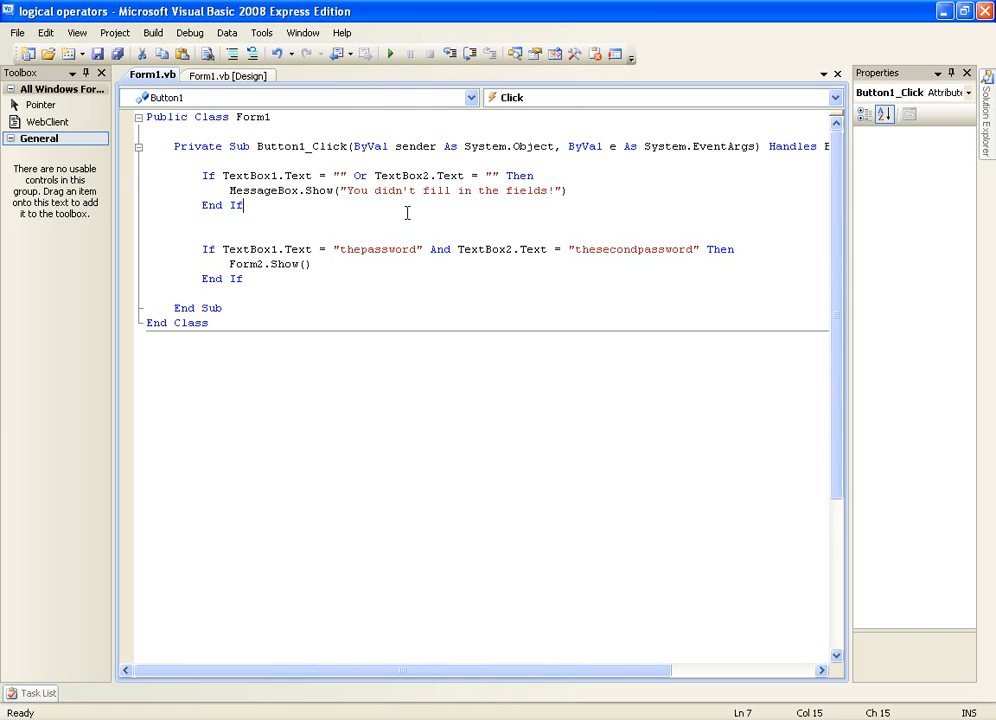 logical operators - Microsoft Visual Basic 2008 Express Edition
File Edit View Project Build Debug Data Tools Window Help
Toolbox
All Windows For...
Pointer
WebClient
General
There are no usable
controls in this
group. Drag an item
onto this text to add
it to the toolbox.
Form1.vb Form1.vb [Design]
Button1 Click
Public Class Form1
Private Sub Button1_Click(ByVal sender As System.Object, ByVal e As System.EventArgs) Handles B
If TextBox1.Text = "" Or TextBox2.Text = "" Then
MessageBox.Show("You didn't fill in the fields!")
End If
If TextBox1.Text = "thepassword" And TextBox2.Text = "thesecondpassword" Then
Form2.Show()
End If
End Sub
End Class
Properties
Button1_Click Attribute
Solution Explorer
Task List
Ready Ln 7 Col 15 Ch 15 INS